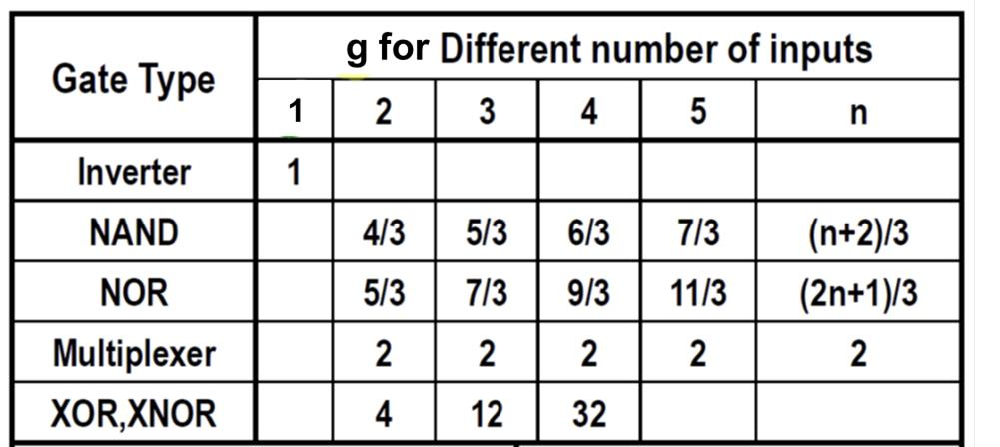 g for Different number of inputs
Gate Type
1 2 3 4 5 n
Inverter 1
NAND 4/3 5/3 6/3 7/3 (n+2)/3
NOR 5/3 7/3 9/3 11/3 (2n+1)/3
Multiplexer 2 2 2 2 2
XOR,XNOR 4 12 32